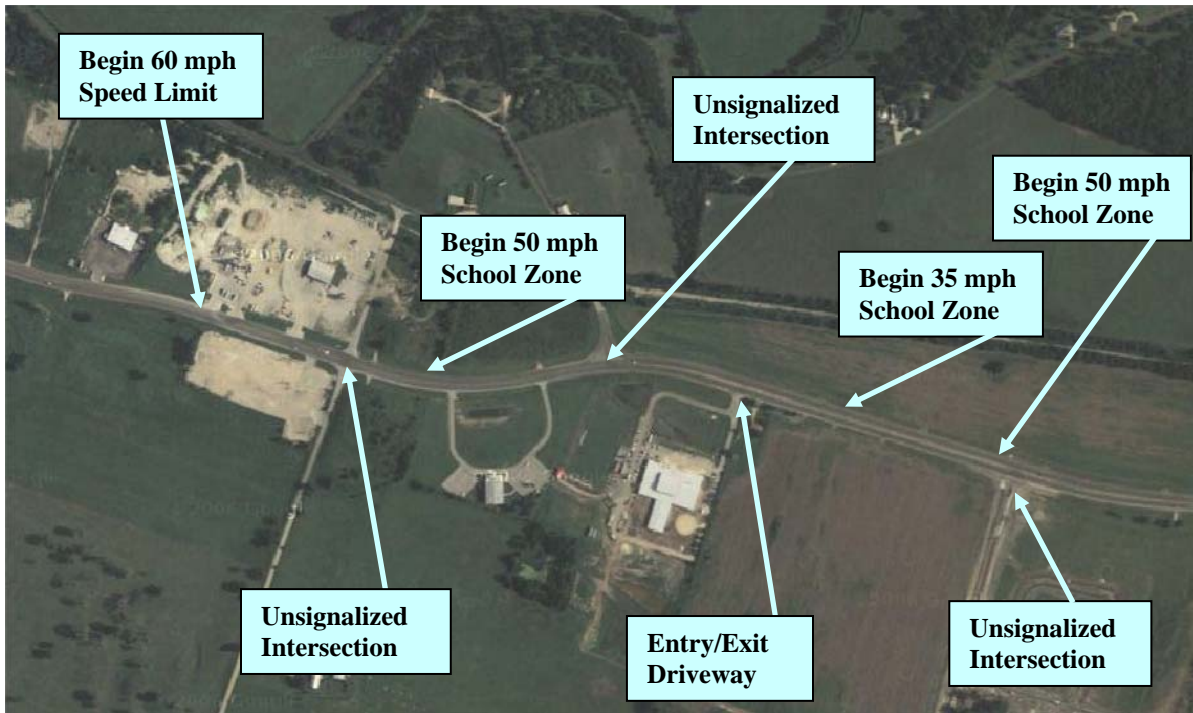 Begin 60 mph
Speed Limit
Unsignalized
Intersection
Begin 50 mph
School Zone
Begin 50 mph
School Zone
Begin 35 mph
School Zone
Unsignalized
Intersection
Entry/Exit
Driveway
Unsignalized
Intersection